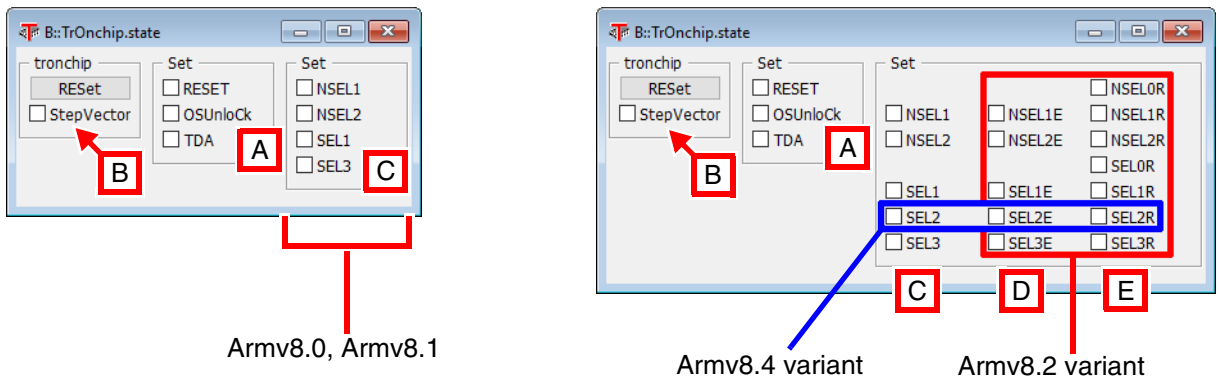 B::TrOnchip.state
tronchip
RESet
StepVector
Set
RESET
OSUnloCk
TDA
Set
NSEL1
NSEL2
SEL1
SEL3
A
B
C
Armv8.0, Armv8.1
B::TrOnchip.state
tronchip
RESet
StepVector
Set
RESET
OSUnloCk
TDA
Set
NSEL0R
NSEL1 NSEL1E NSEL1R
NSEL2 NSEL2E NSEL2R
SEL0R
SEL1 SEL1E SEL1R
SEL2 SEL2E SEL2R
SEL3 SEL3E SEL3R
A
B
C D E
Armv8.4 variant
Armv8.2 variant